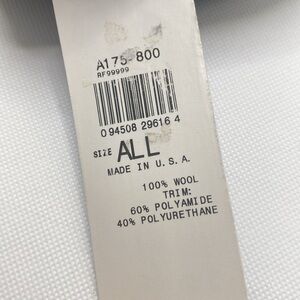 A175-800
RF99999
0 94508 29616 4
SIZE ALL
MADE IN U.S.A.
100% WOOL
TRIM:
60% POLYAMIDE
40% POLYURETHANE